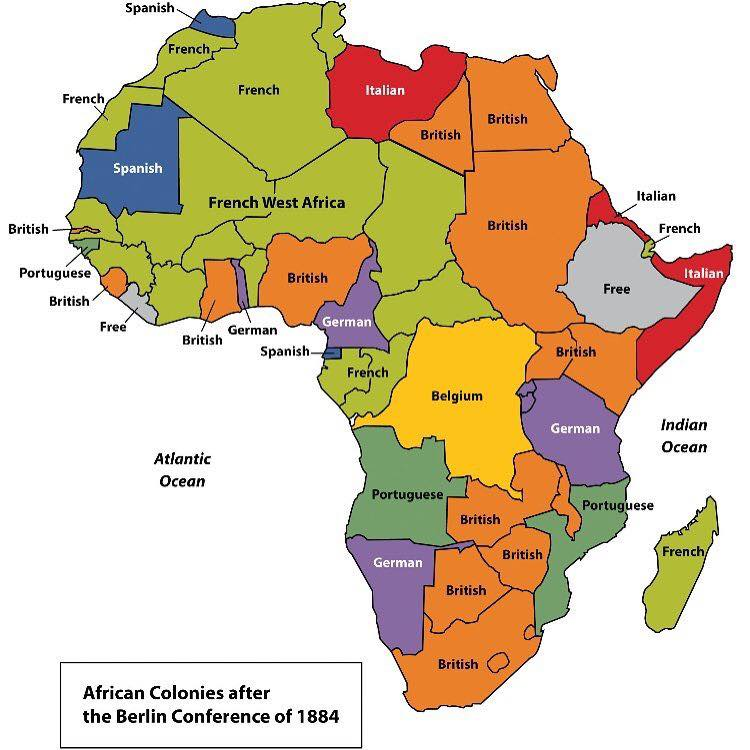 Spanish
French
French
French
Italian
British
British
Spanish
French West Africa
British
Italian
French
Italian
British
Portuguese
British
Free
British
German
British
German
Free
Spanish
French
British
Belgium
German
Indian
Ocean
Atlantic
Ocean
Portuguese
British
Portuguese
French
German
British
British
British
African Colonies after
the Berlin Conference of 1884